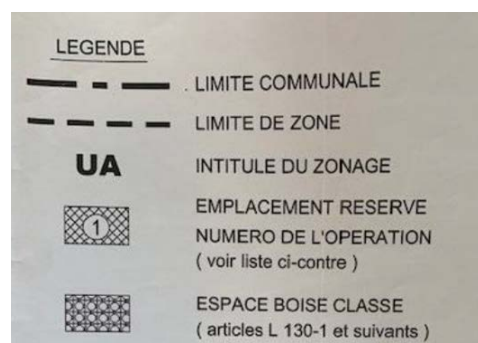 LEGENDE
LIMITE COMMUNALE
LIMITE DE ZONE
UA INTITULE DU ZONAGE
EMPLACEMENT RESERVE
1 NUMERO DE L'OPERATION
( voir liste ci-contre )
ESPACE BOISE CLASSE
( articles L 130-1 et suivants )